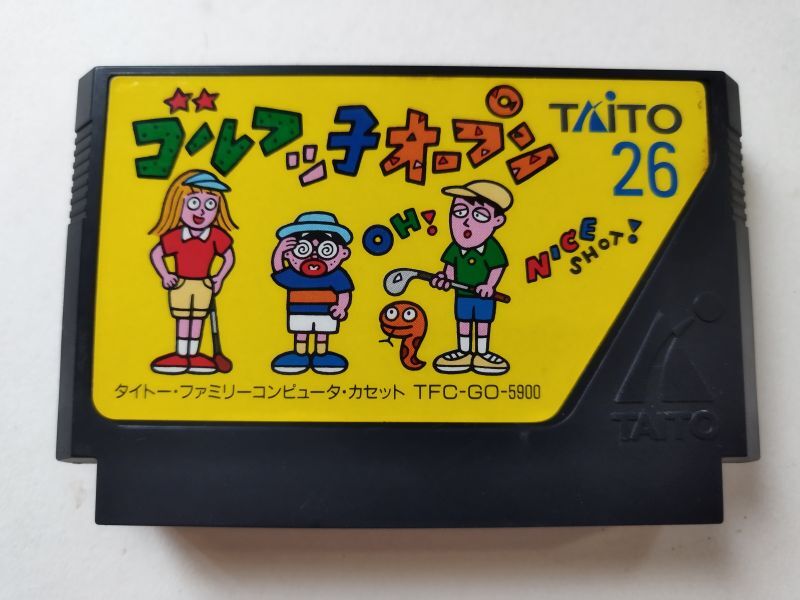 ゴルフッ子オープン
TAITO
26
OH!
NICE
SHOT!
タイトー・ファミリーコンピュータ・カセット TFC-GO-5900
TAITO